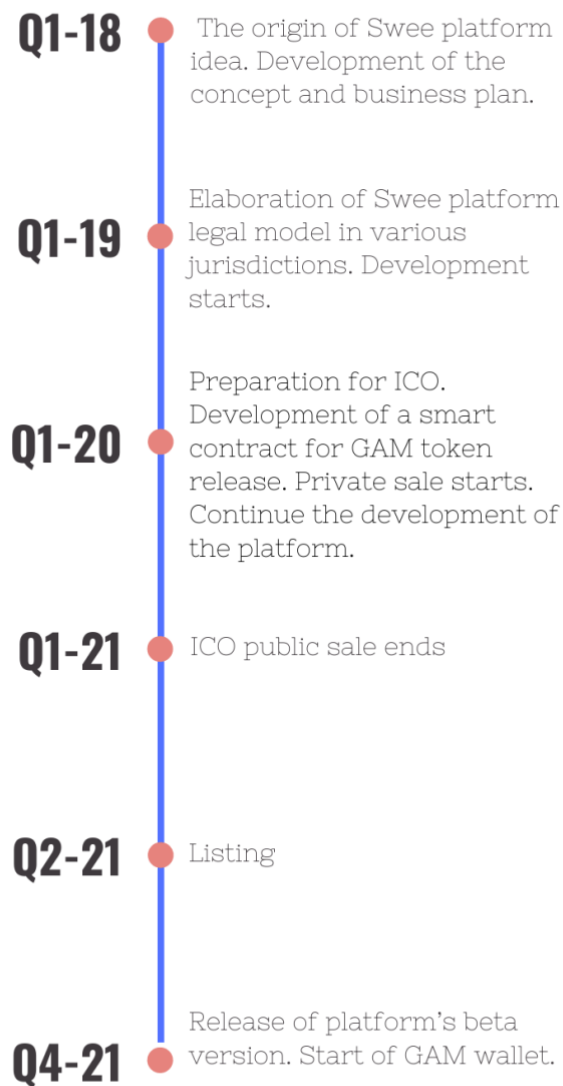 Q1-18
The origin of Swee platform
idea. Development of the
concept and business plan.
Q1-19
Elaboration of Swee platform
legal model in various
jurisdictions. Development
starts.
Q1-20
Preparation for ICO.
Development of a smart
contract for GAM token
release. Private sale starts.
Continue the development of
the platform.
Q1-21
ICO public sale ends
Q2-21
Listing
Q4-21
Release of platform's beta
version. Start of GAM wallet.